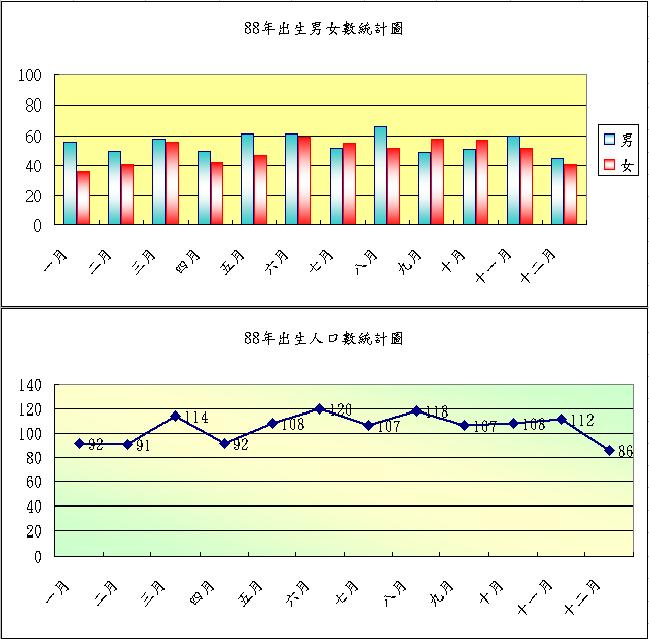 88年出生男女數統計圖
100
80
60
40
20
0
一月 二月 三月 四月 五月 六月 七月 八月 九月 十月 十一月 十二月
男
女
88年出生人口數統計圖
140
120
100
80
60
40
20
0
92 91 114 92 108 120 107 118 107 108 112 86
一月 二月 三月 四月 五月 六月 七月 八月 九月 十月 十一月 十二月